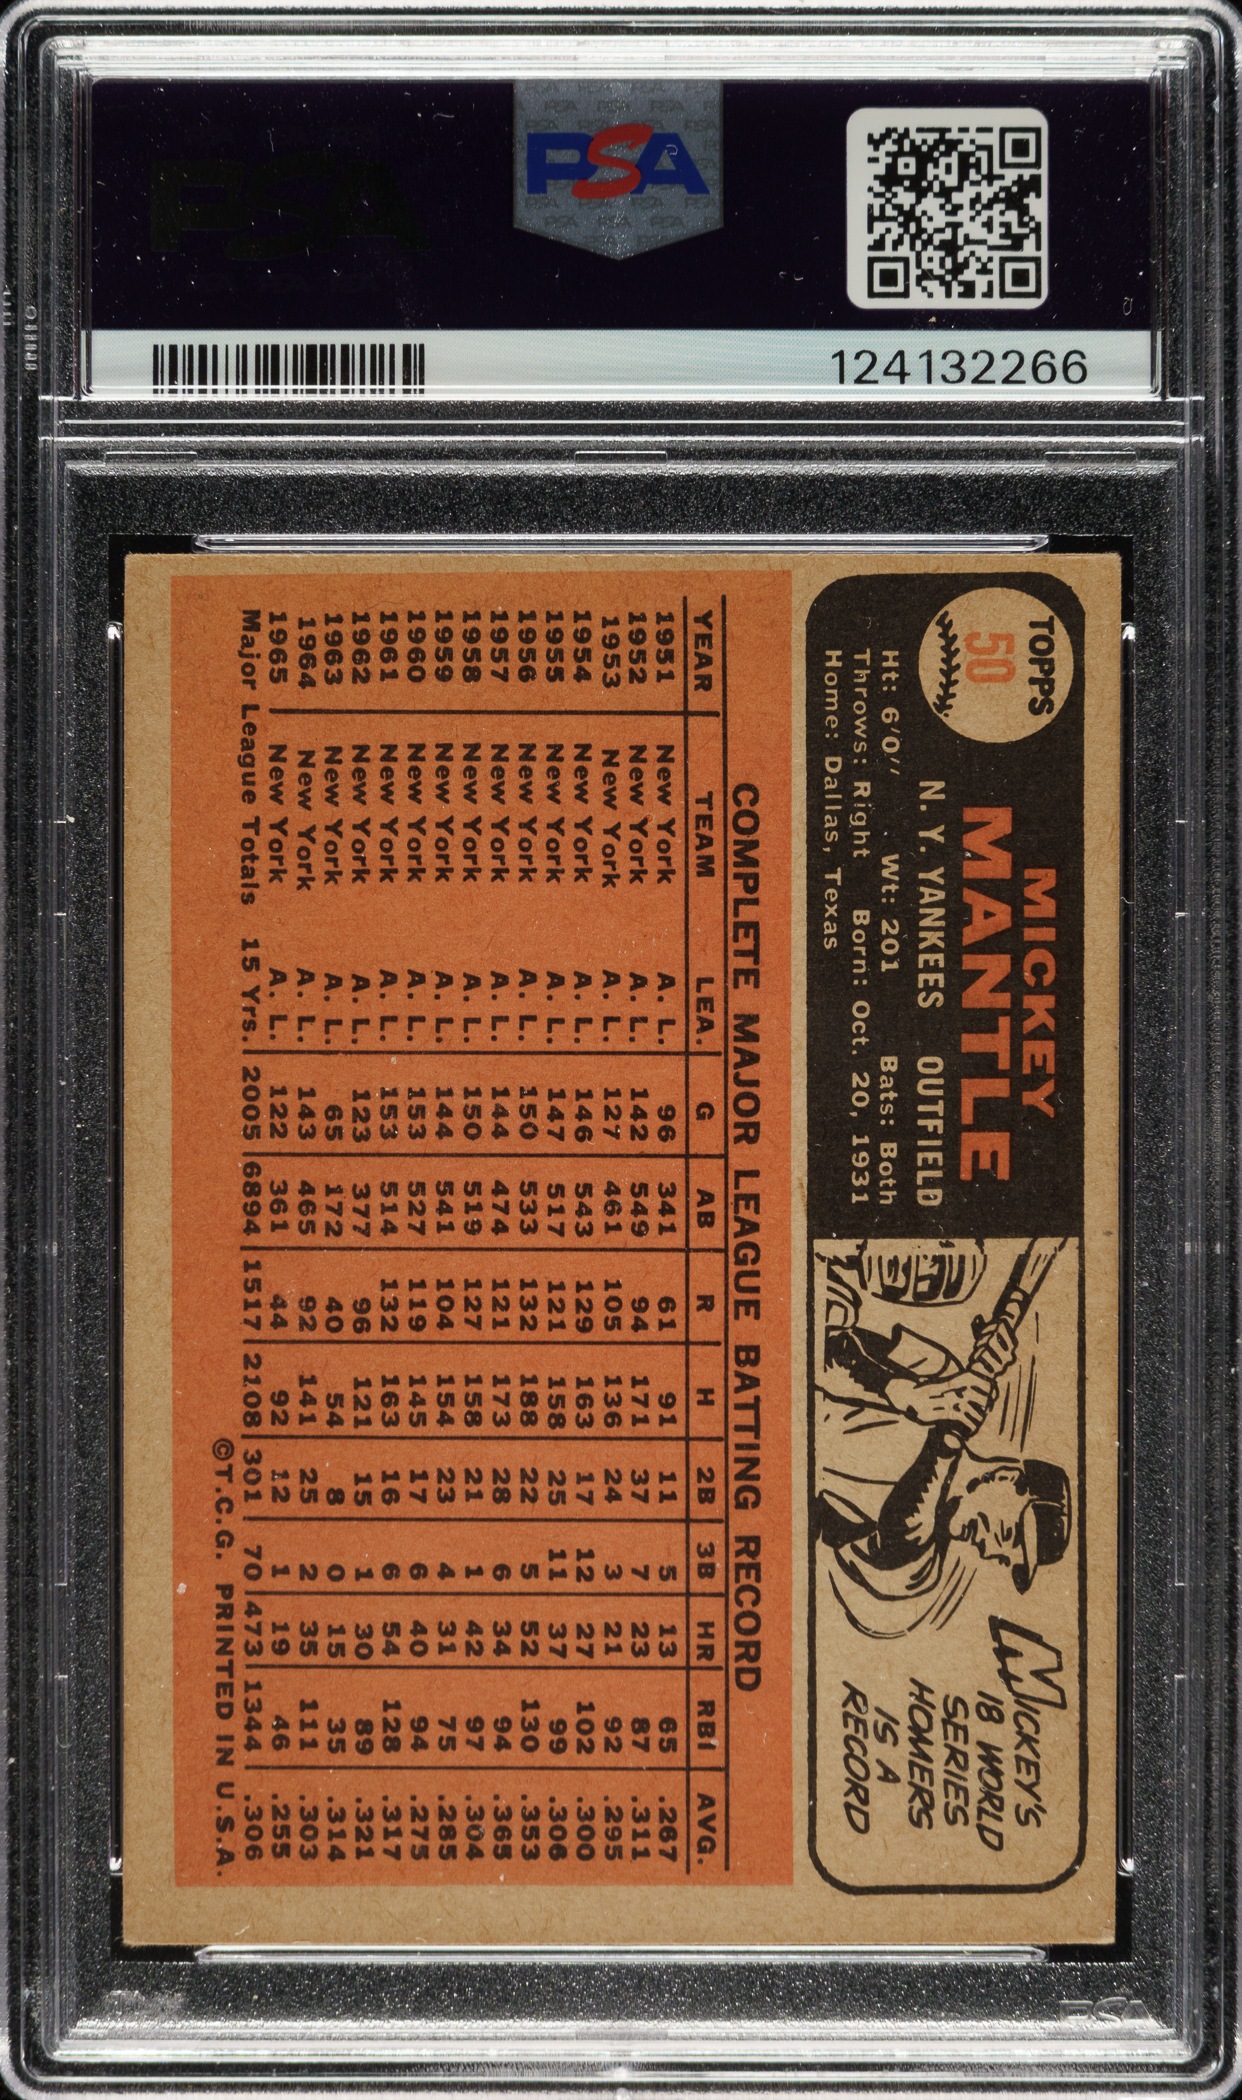 PSA
124132266
TOPPS
50
MICKEY
MANTLE
N. Y. YANKEES OUTFIELD
Ht: 6'0" Wt: 201 Bats: Both
Throws: Right Born: Oct. 20, 1931
Home: Dallas, Texas
MICKEY'S
18 WORLD
SERIES
HOMERS
IS A
RECORD
COMPLETE MAJOR LEAGUE BATTING RECORD
YEAR TEAM LEA. G AB R H 2B 3B HR RBI AVG.
1951 New York A. L. 96 341 61 91 11 5 13 65 .267
1952 New York A. L. 142 549 94 171 37 7 23 87 .311
1953 New York A. L. 127 461 105 136 24 3 21 92 .295
1954 New York A. L. 146 543 129 163 17 12 27 102 .300
1955 New York A. L. 147 517 121 158 25 11 37 99 .306
1956 New York A. L. 150 533 132 188 22 5 52 130 .353
1957 New York A. L. 144 474 121 173 28 6 34 94 .365
1958 New York A. L. 150 519 127 158 21 1 42 97 .304
1959 New York A. L. 144 541 104 154 23 4 31 75 .285
1960 New York A. L. 153 527 119 145 17 6 40 94 .275
1961 New York A. L. 153 514 132 163 16 6 54 128 .317
1962 New York A. L. 123 377 96 121 15 1 30 89 .321
1963 New York A. L. 65 172 40 54 8 0 15 35 .314
1964 New York A. L. 143 465 92 141 25 2 35 111 .303
1965 New York A. L. 122 361 44 92 12 1 19 46 .255
Major League Totals 15 Yrs. 2005 6894 1517 2108 301 70 473 1344 .306
©T.C.G. PRINTED IN U.S.A.
PSA